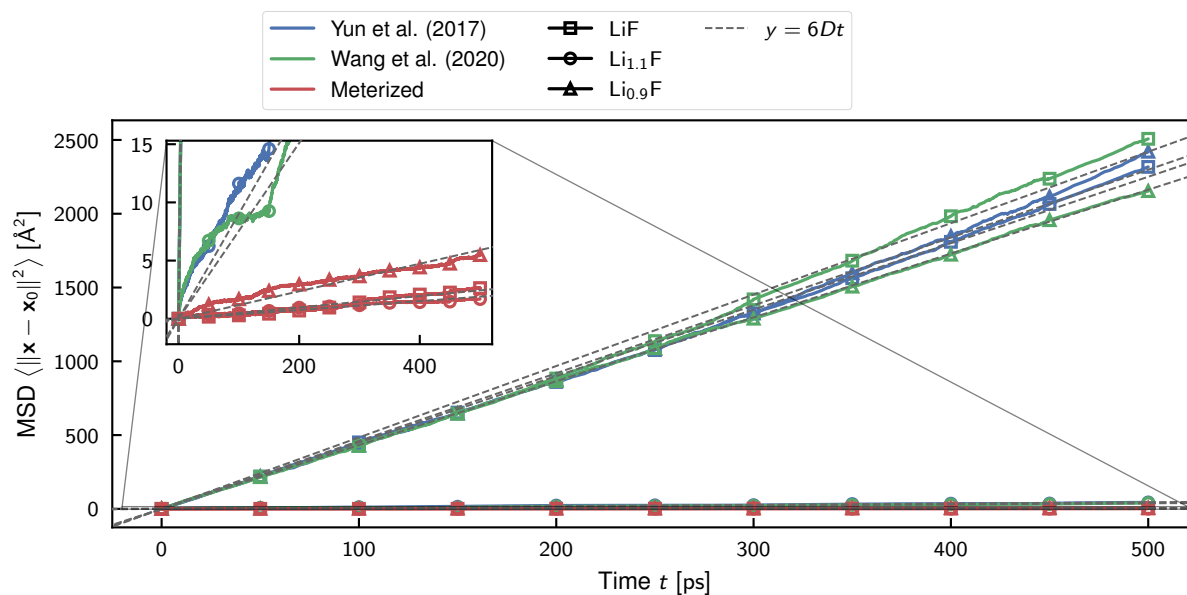 Yun et al. (2017)
Wang et al. (2020)
Meterized
LiF
Li₁.₁F
Li₀.₉F
y = 6Dt
MSD ⟨||x − x₀||²⟩ [Å²]
2500
2000
1500
1000
500
0
15
10
5
0
0 200 400
0 100 200 300 400 500
Time t [ps]